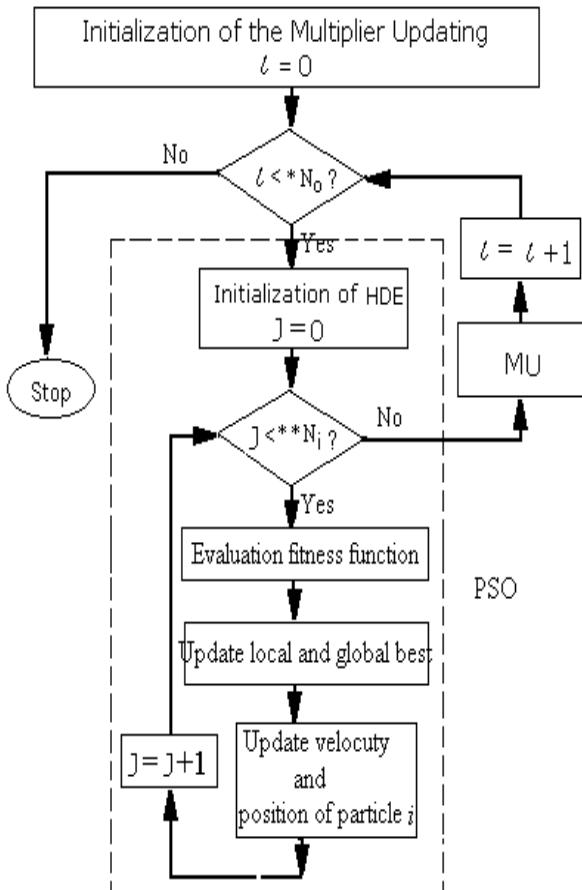 Initialization of the Multiplier Updating
ℓ = 0
No
ℓ < *No ?
Yes
ℓ = ℓ +1
Initialization of HDE
J = 0
MU
Stop
J <**Ni ?
No
Yes
Evaluation fitness function
PSO
Update local and global best
J = J+1
Update velocuty
and
position of particle i